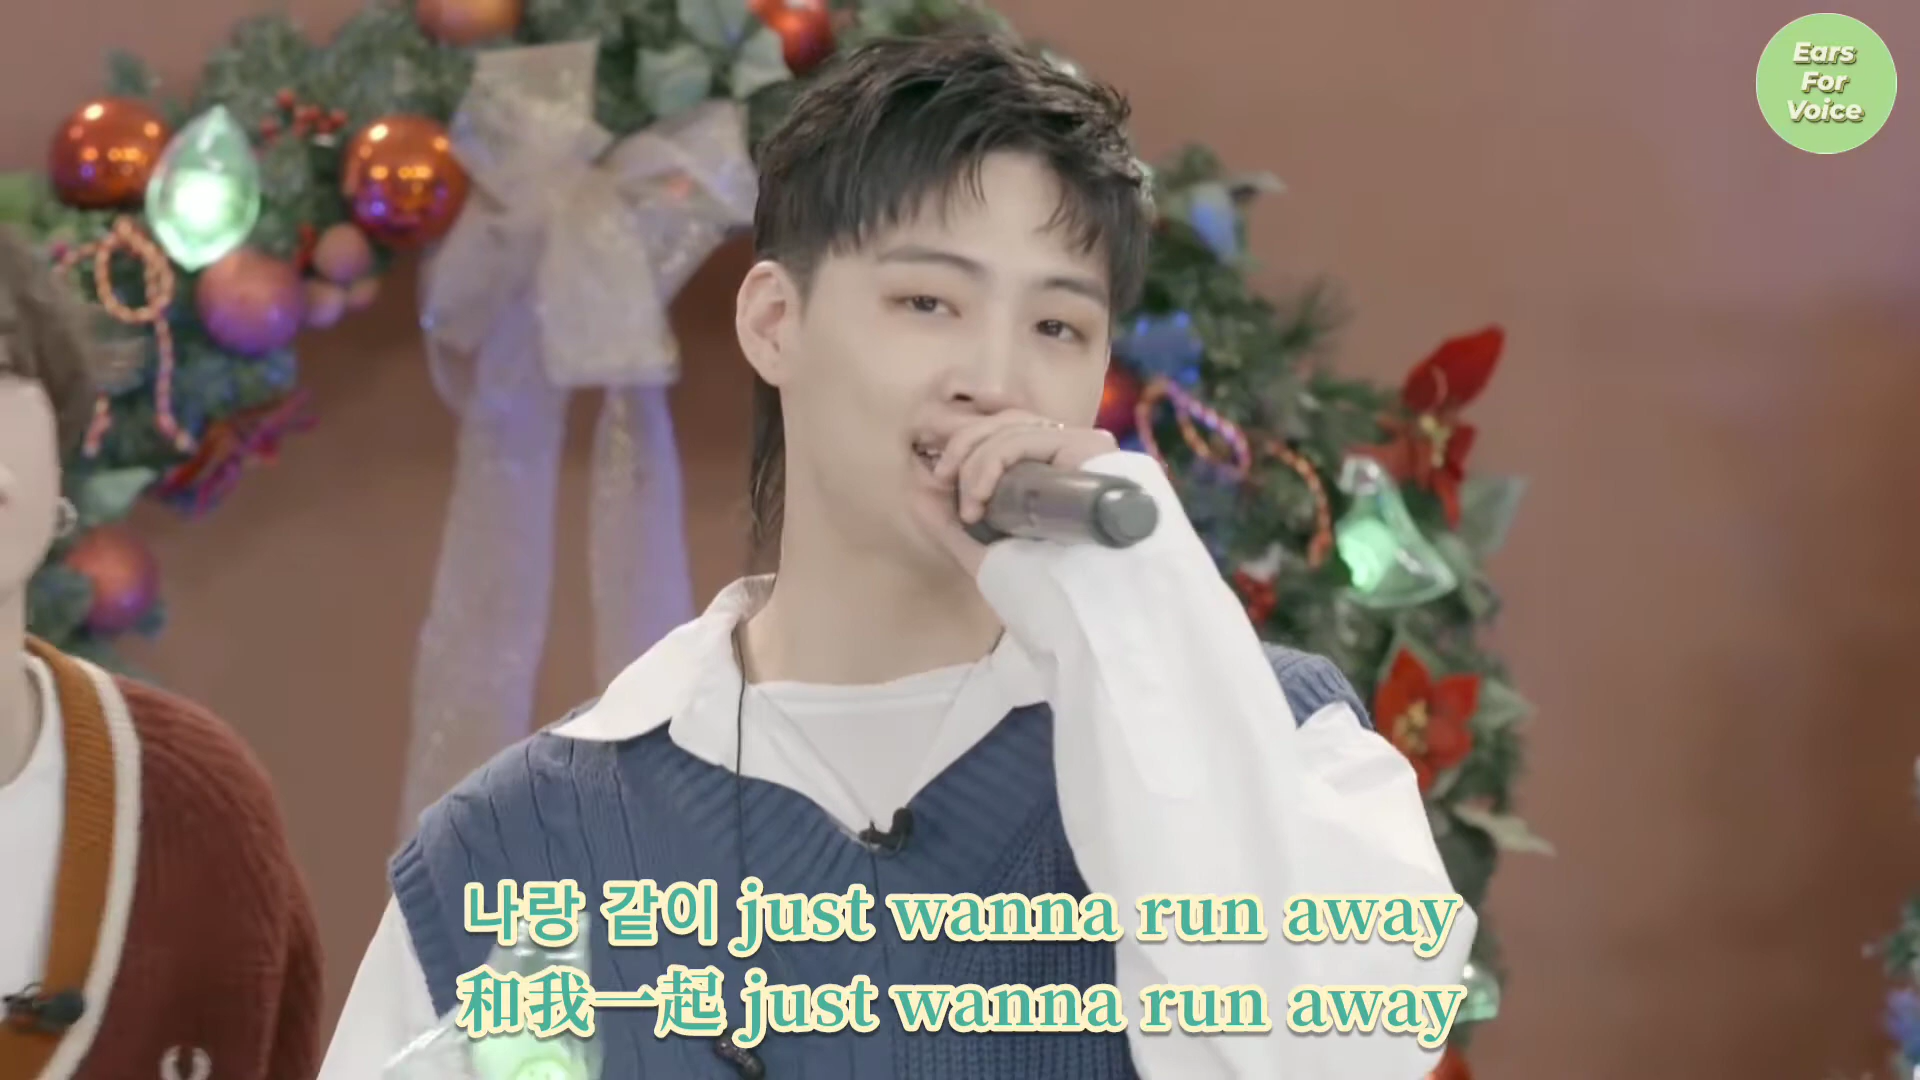 Ears
For
Voice
나랑 같이 just wanna run away
和我一起 just wanna run away